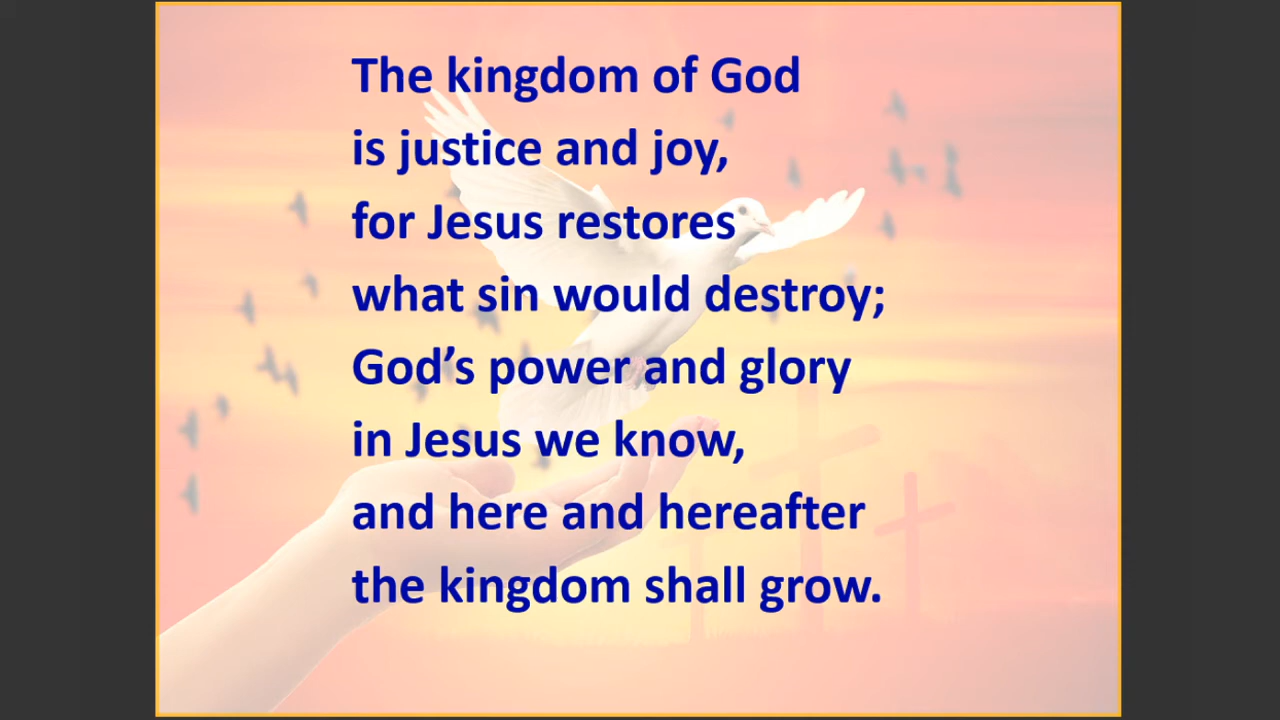 The kingdom of God
is justice and joy,
for Jesus restores
what sin would destroy;
God’s power and glory
in Jesus we know,
and here and hereafter
the kingdom shall grow.